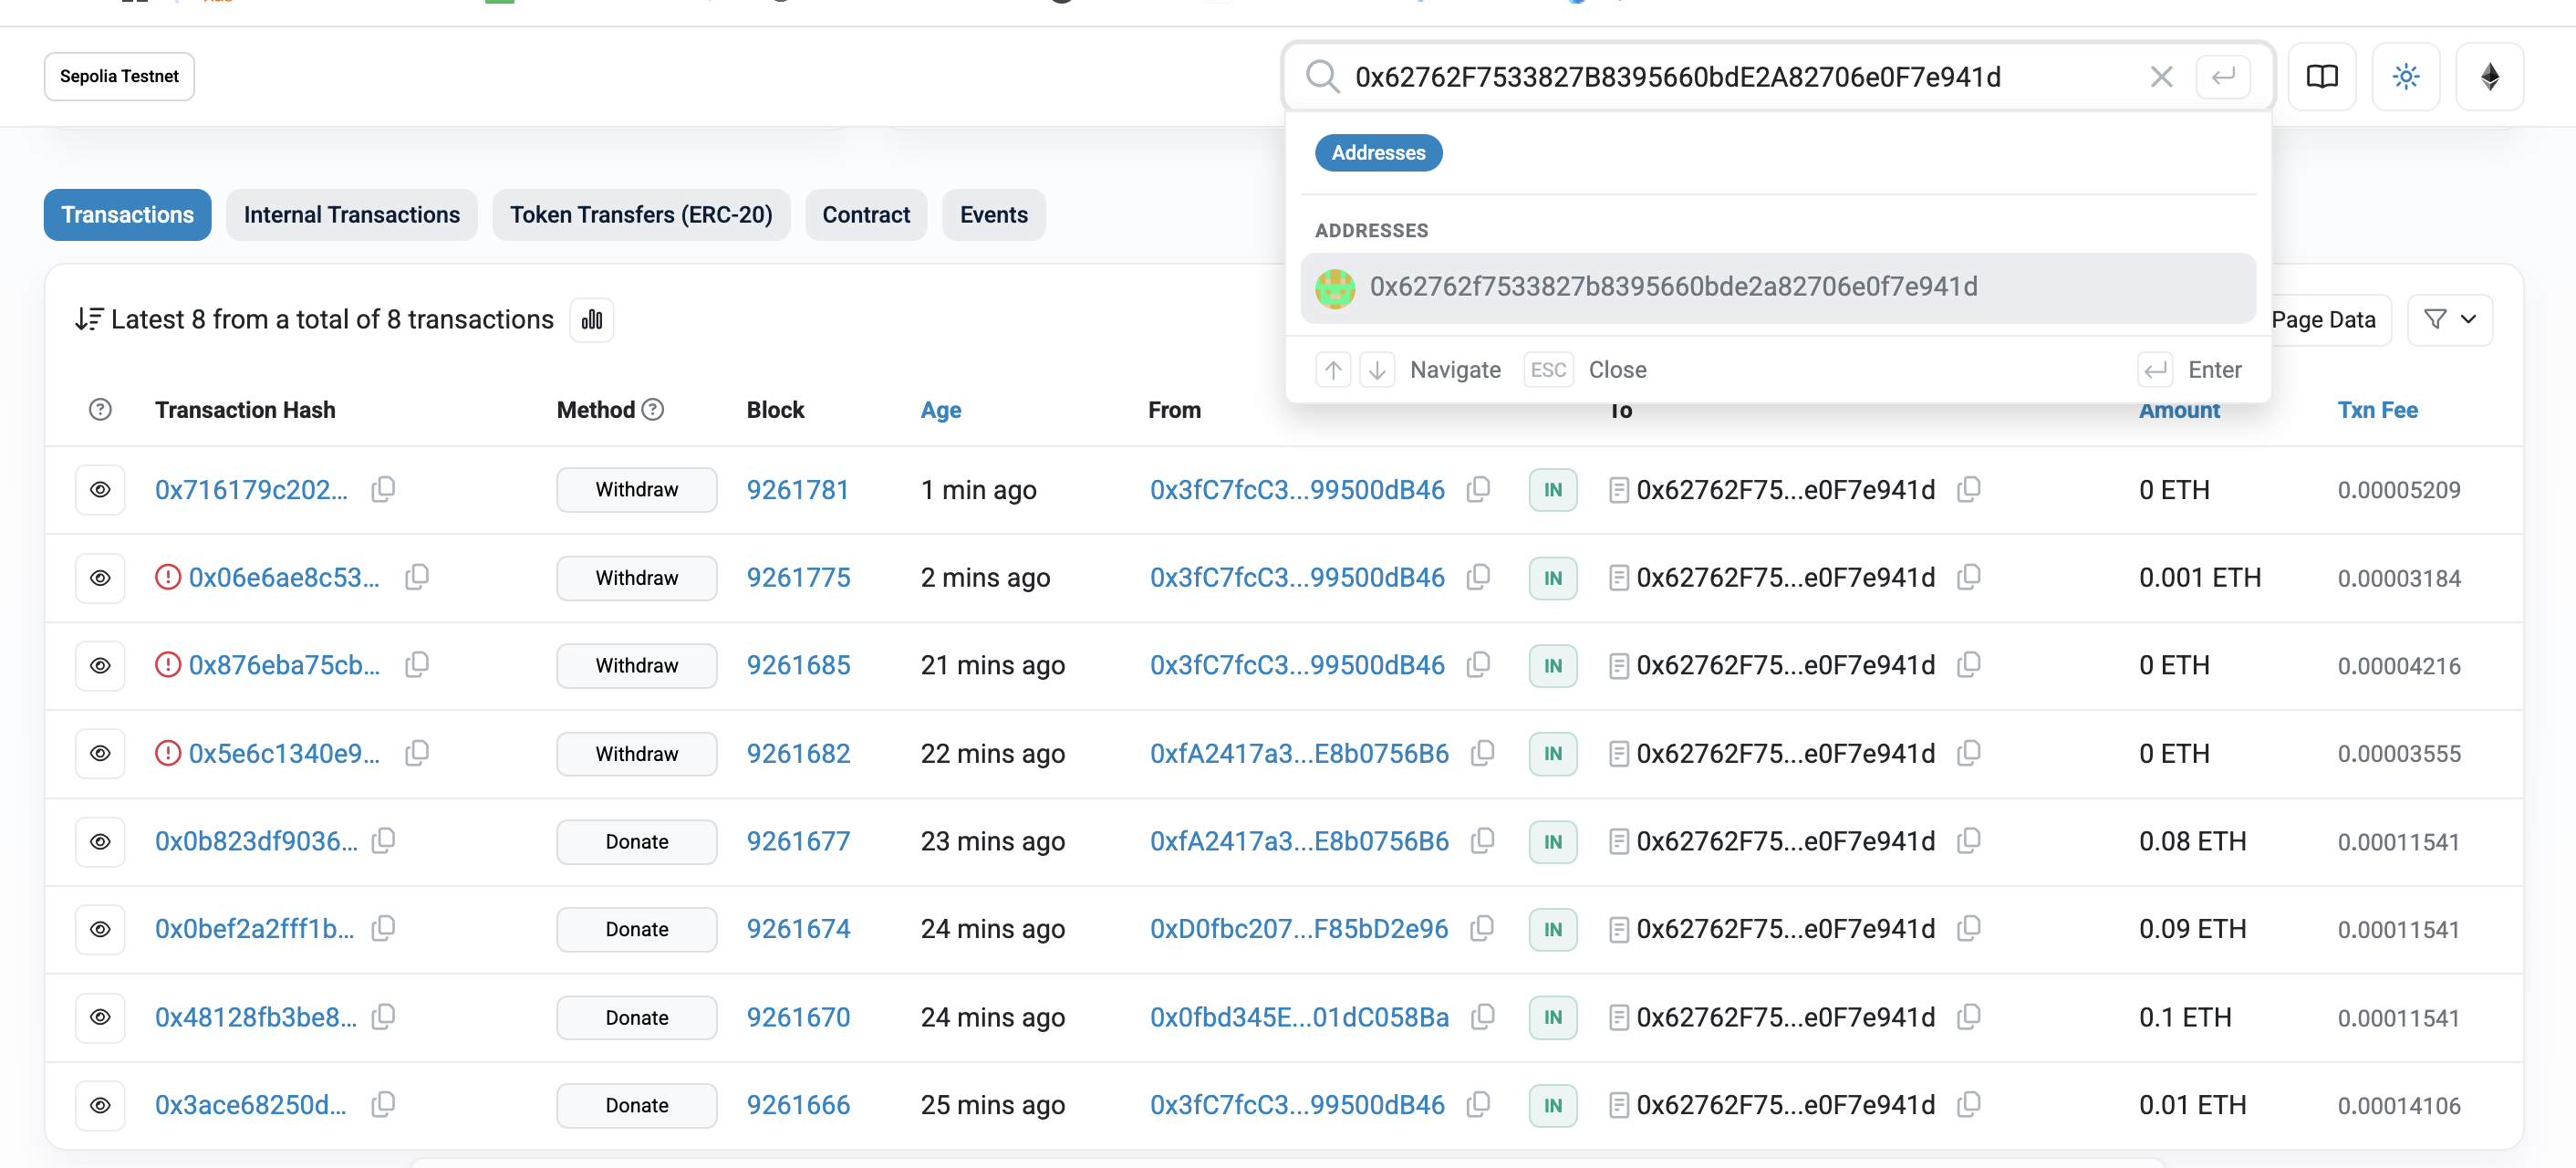 Sepolia Testnet
0x62762F7533827B8395660bdE2A82706e0F7e941d
Addresses
Transactions Internal Transactions Token Transfers (ERC-20) Contract Events
ADDRESSES
0x62762f7533827b8395660bde2a82706e0f7e941d
Latest 8 from a total of 8 transactions
Page Data
Navigate ESC Close Enter
Transaction Hash Method Block Age From To Amount Txn Fee
0x716179c202... Withdraw 9261781 1 min ago 0x3fC7fcC3...99500dB46 IN 0x62762F75...e0F7e941d 0 ETH 0.00005209
0x06e6ae8c53... Withdraw 9261775 2 mins ago 0x3fC7fcC3...99500dB46 IN 0x62762F75...e0F7e941d 0.001 ETH 0.00003184
0x876eba75cb... Withdraw 9261685 21 mins ago 0x3fC7fcC3...99500dB46 IN 0x62762F75...e0F7e941d 0 ETH 0.00004216
0x5e6c1340e9... Withdraw 9261682 22 mins ago 0xfA2417a3...E8b0756B6 IN 0x62762F75...e0F7e941d 0 ETH 0.00003555
0x0b823df9036... Donate 9261677 23 mins ago 0xfA2417a3...E8b0756B6 IN 0x62762F75...e0F7e941d 0.08 ETH 0.00011541
0x0bef2a2fff1b... Donate 9261674 24 mins ago 0xD0fbc207...F85bD2e96 IN 0x62762F75...e0F7e941d 0.09 ETH 0.00011541
0x48128fb3be8... Donate 9261670 24 mins ago 0x0fbd345E...01dC058Ba IN 0x62762F75...e0F7e941d 0.1 ETH 0.00011541
0x3ace68250d... Donate 9261666 25 mins ago 0x3fC7fcC3...99500dB46 IN 0x62762F75...e0F7e941d 0.01 ETH 0.00014106